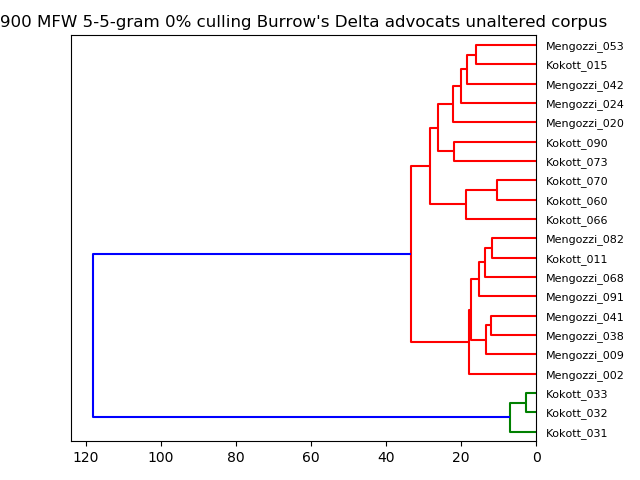 900 MFW 5-5-gram 0% culling Burrow's Delta advocats unaltered corpus
Mengozzi_053
Kokott_015
Mengozzi_042
Mengozzi_024
Mengozzi_020
Kokott_090
Kokott_073
Kokott_070
Kokott_060
Kokott_066
Mengozzi_082
Kokott_011
Mengozzi_068
Mengozzi_091
Mengozzi_041
Mengozzi_038
Mengozzi_009
Mengozzi_002
Kokott_033
Kokott_032
Kokott_031
120 100 80 60 40 20 0